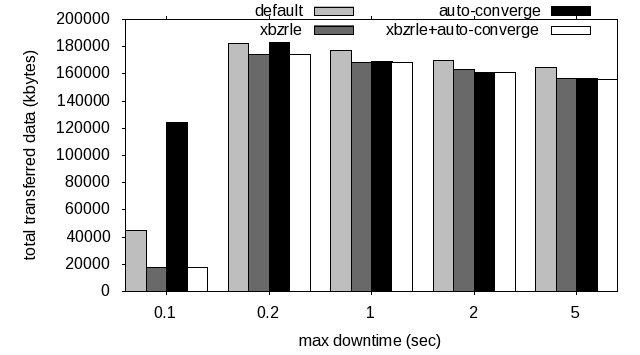 default
auto-converge
xbzrle
xbzrle+auto-converge
200000
180000
160000
140000
120000
100000
80000
60000
40000
20000
0
total transferred data (kbytes)
0.1 0.2 1 2 5
max downtime (sec)